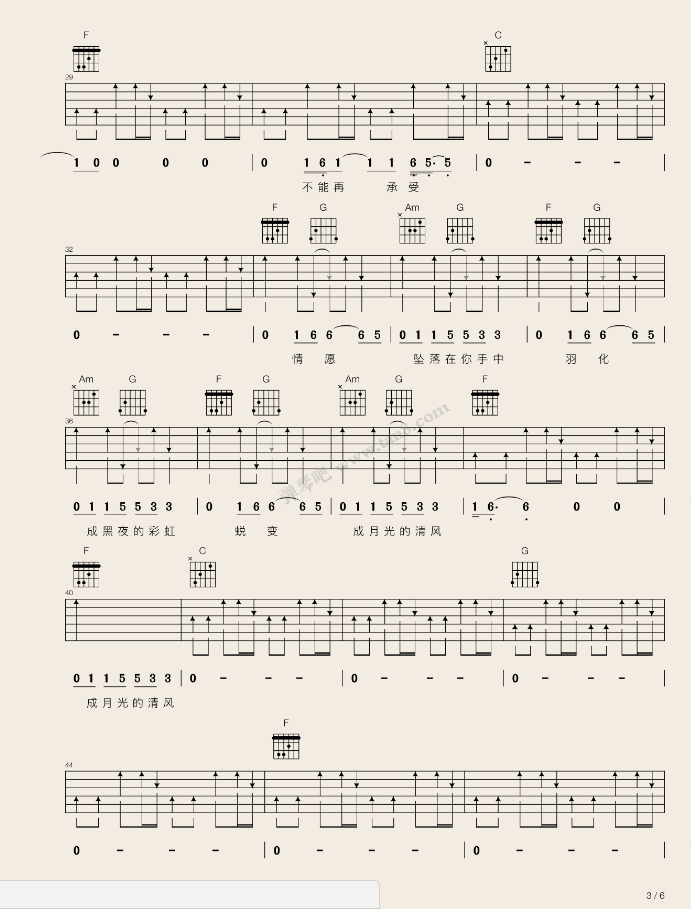 F C
29
1 0 0 0 0 0 1 6 1 1 1 6 5· 5 0 – – –
不能再 承受
F G Am G F G
32
0 – – – 0 1 6 6 6 5 0 1 1 5 5 3 3 0 1 6 6 6 5
情愿 坠落在你手中 羽化
Am G F G Am G F
36
0 1 1 5 5 3 3 0 1 6 6 6 5 0 1 1 5 5 3 3 1 6· 6 0 0
成黑夜的彩虹 蜕变 成月光的清风
弹琴吧 www.tan8.com
F C G
40
0 1 1 5 5 3 3 0 – – – 0 – – – 0 – – –
成月光的清风
F
44
0 – – – 0 – – – 0 – – –
3 / 6